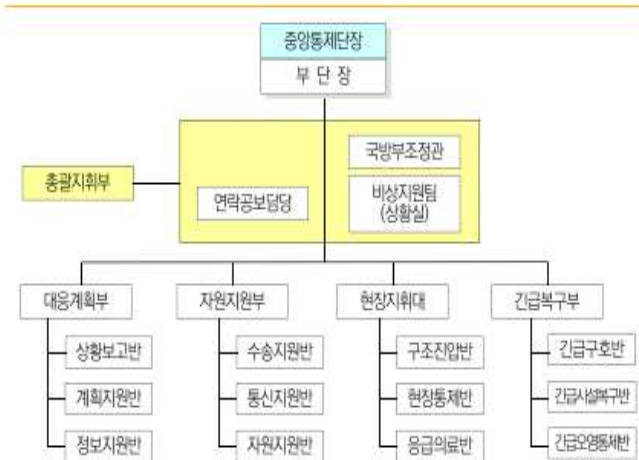 중앙통제단장
부 단 장
총괄지휘부
국방부조정관
연락공보담당
비상지원팀
(상황실)
대응계획부
자원지원부
현장지휘대
긴급복구부
상황보고반
수송지원반
구조진압반
긴급구호반
계획지원반
통신지원반
현장통제반
긴급시설복구반
정보지원반
자원지원반
응급의료반
긴급오염통제반